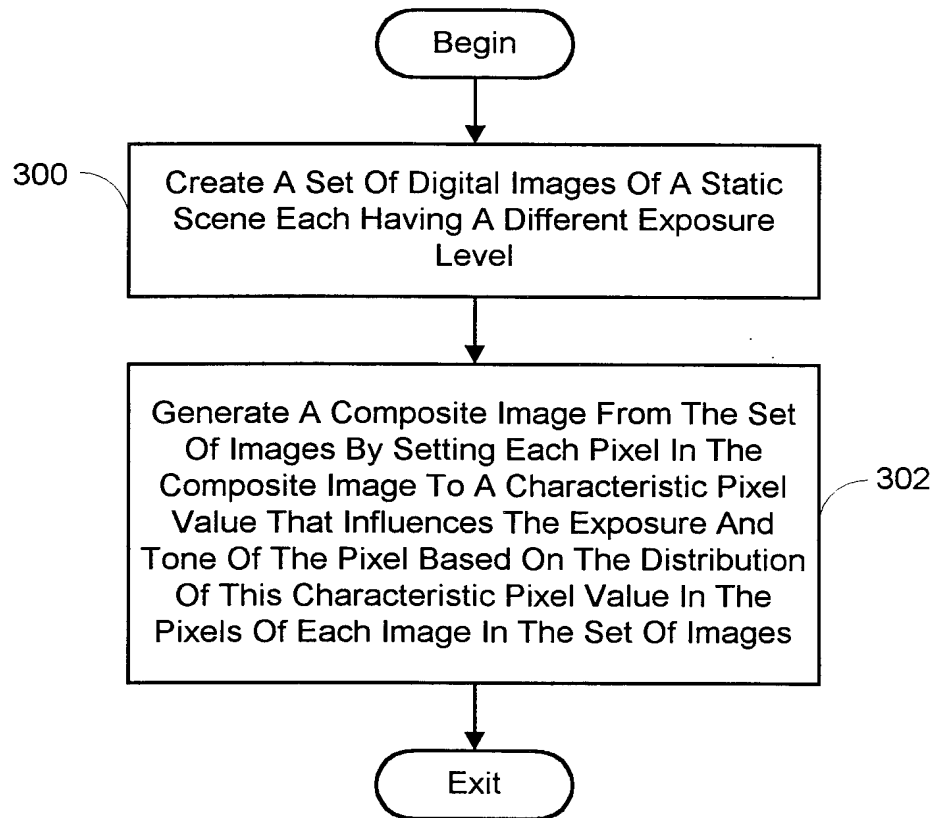 Begin
300
Create A Set Of Digital Images Of A Static
Scene Each Having A Different Exposure
Level
Generate A Composite Image From The Set
Of Images By Setting Each Pixel In The
Composite Image To A Characteristic Pixel
Value That Influences The Exposure And
Tone Of The Pixel Based On The Distribution
Of This Characteristic Pixel Value In The
Pixels Of Each Image In The Set Of Images
302
Exit